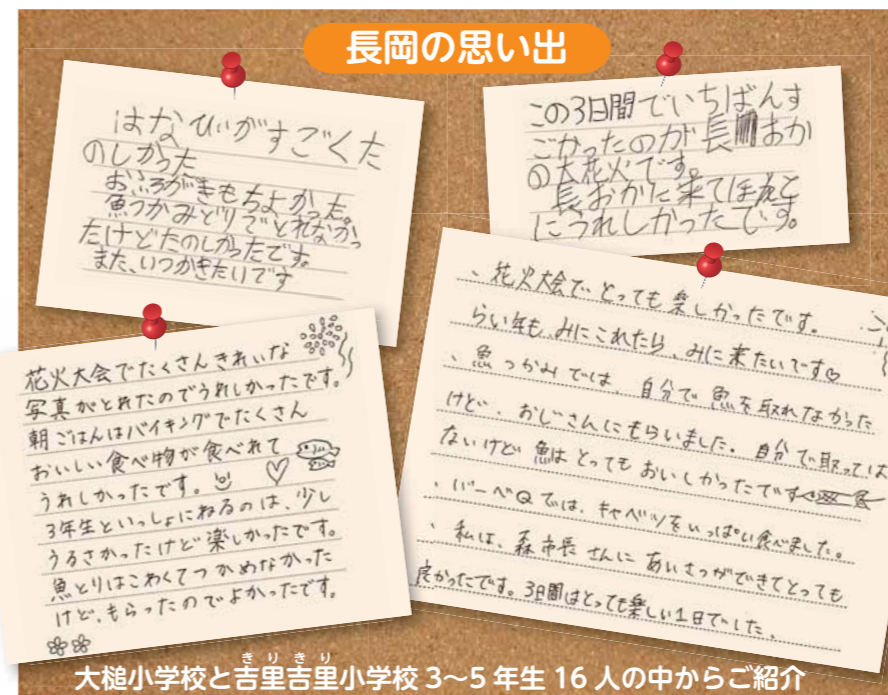 長岡の思い出
はなびいがすごくた
のしかった
おふろがきもちよかった。
魚つかみどりでとれなかっ
たけどたのしかったです。
また、いつかきたいです
この3日間でいちばんす
ごかったのが長おか
の大花火です。
長おかに来てほんと
にうれしかったです。
花火大会でたくさんきれいな
写真がとれたのでうれしかったです。
朝ごはんはバイキングでたくさん
おいしい食べ物が食べれて
うれしかったです。
3年生といっしょにねるのは、少し
うるさかったけど楽しかったです。
魚とりはこわくてつかめなかった
けど、もらったのでよかったです。
、花火大会で、とっても楽しかったです。
らい年も、みにこれたら、みに来たいです♡
、魚つかみでは、自分で魚を取れなかった
けど、おじさんにもらいました。自分で取っては
ないけど魚はとってもおいしかったです
、バーベQでは、キャベツをいっぱい食べました。
、私は、森市長さんにあいさつができてとっても
良かったです。3日間はとっても楽しい1日でした、
きりきり
大槌小学校と吉里吉里小学校3〜5年生16人の中からご紹介